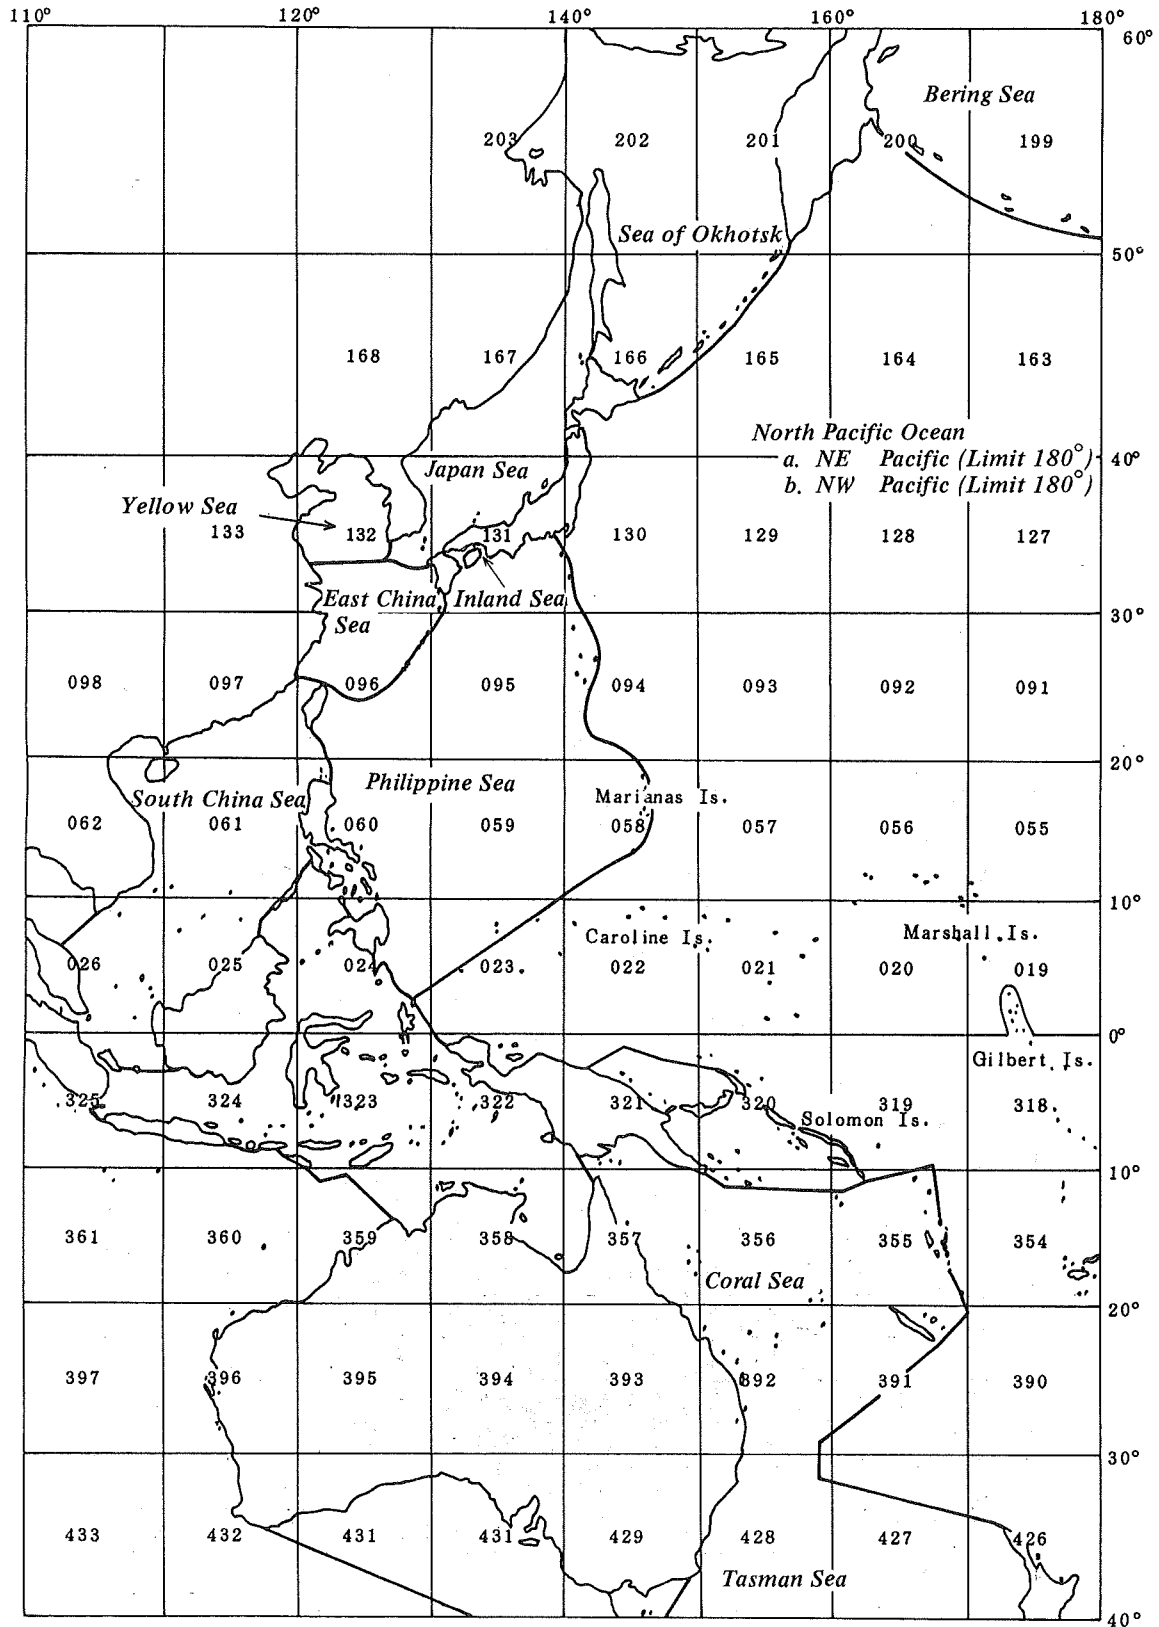 110° 120° 140° 160° 180°
60°
Bering Sea
203 202 201 200 199
Sea of Okhotsk
50°
168 167 166 165 164 163
North Pacific Ocean
a. NE Pacific (Limit 180°)
40°
b. NW Pacific (Limit 180°)
Japan Sea
Yellow Sea
133 132 131 130 129 128 127
East China Sea
Inland Sea
30°
098 097 096 095 094 093 092 091
20°
Philippine Sea
South China Sea
Marianas Is.
062 061 060 059 058 057 056 055
10°
Caroline Is.
Marshall Is.
026 025 024 023 022 021 020 019
0°
Gilbert Is.
325 324 323 322 321 320 319 318
Solomon Is.
10°
361 360 359 358 357 356 355 354
Coral Sea
20°
397 396 395 394 393 392 391 390
30°
433 432 431 431 429 428 427 426
Tasman Sea
40°